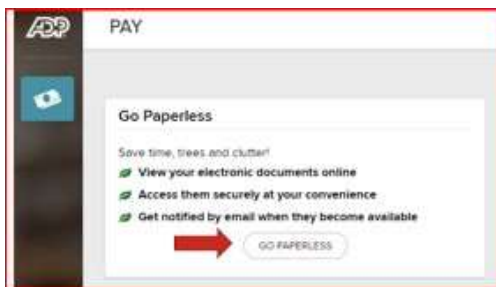 ADP
PAY
Go Paperless
Save time, trees and clutter!
View your electronic documents online
Access them securely at your convenience
Get notified by email when they become available
GO PAPERLESS